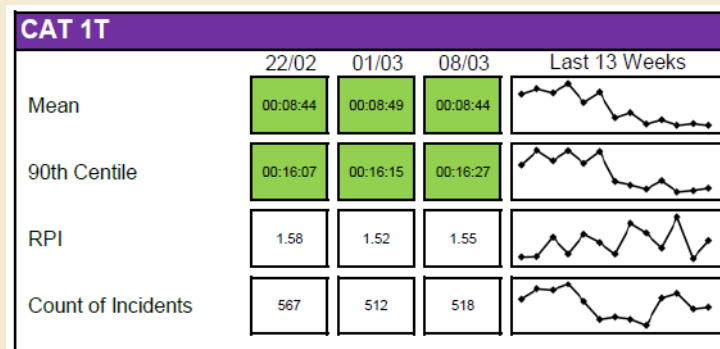 CAT 1T
22/02 01/03 08/03 Last 13 Weeks
Mean 00:08:44 00:08:49 00:08:44
90th Centile 00:16:07 00:16:15 00:16:27
RPI 1.58 1.52 1.55
Count of Incidents 567 512 518